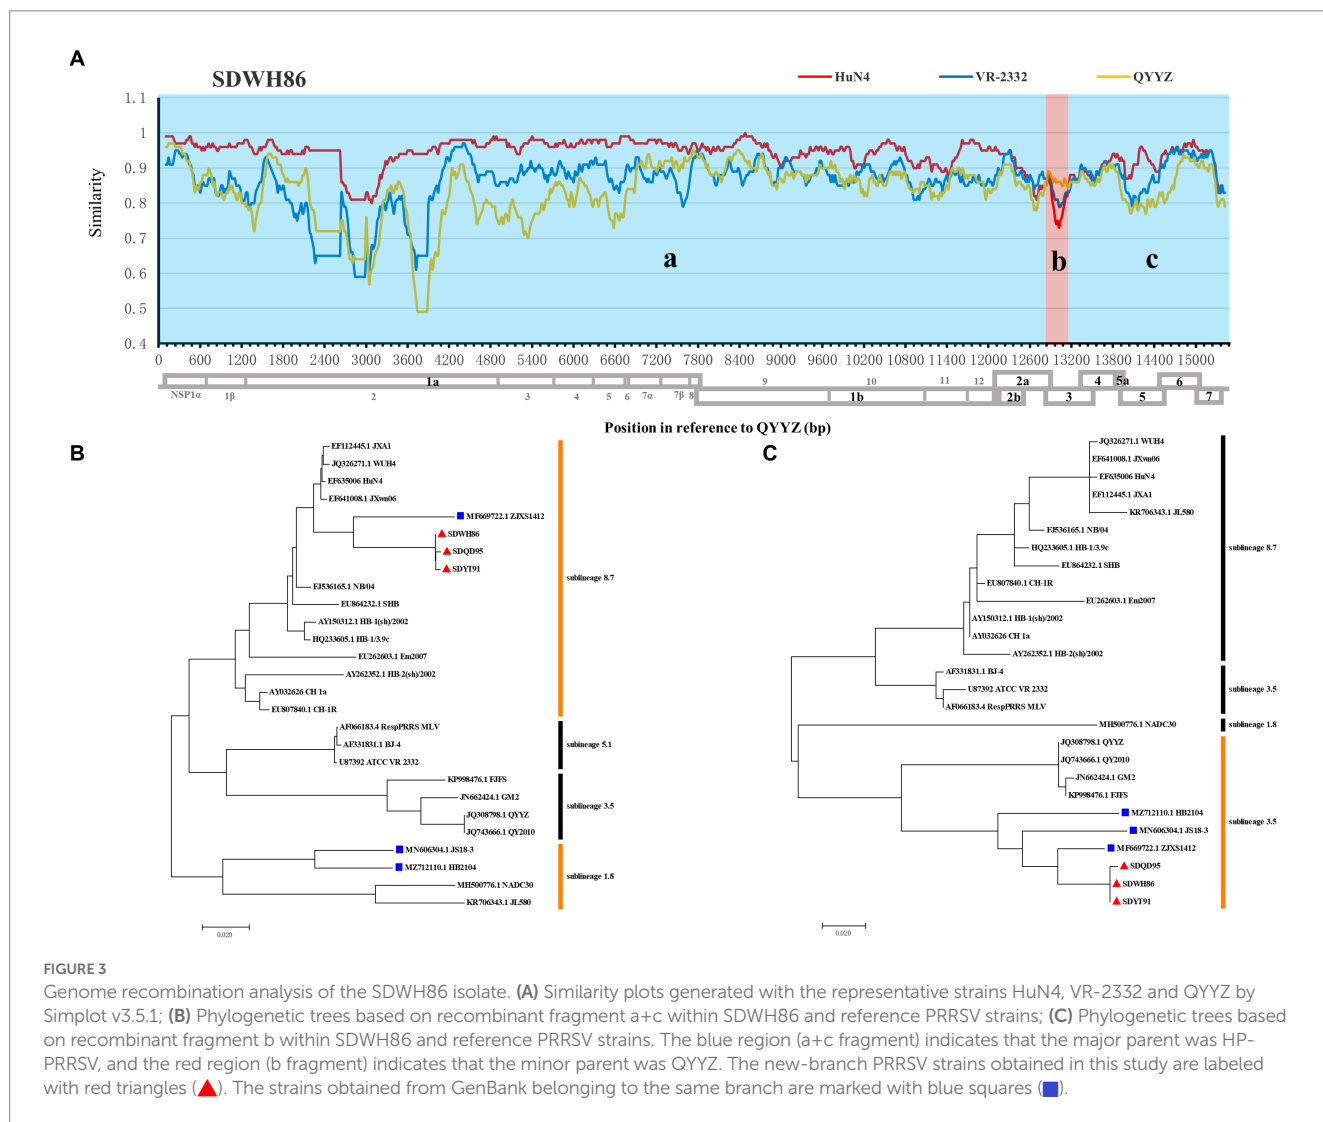 A
SDWH86
HuN4
VR-2332
QYYZ
1.1
1
0.9
0.8
0.7
0.6
0.5
0.4
Similarity
a
b
c
0 600 1200 1800 2400 3000 3600 4200 4800 5400 6000 6600 7200 7800 8400 9000 9600 10200 10800 11400 12000 12600 13200 13800 14400 15000
1a
NSP1α 1β 2 3 4 5 6 7α 7β 8
9 10 11 12
1b
2a 4 5a 6
2b 3 5 7
Position in reference to QYYZ (bp)
B
EF112445.1 JXA1
JQ326271.1 WUH4
EF635006 HuN4
EF641008.1 JXwn06
MF669722.1 ZJXS1412
SDWH86
SDQD95
SDYT91
EJ536165.1 NB/04
EU864232.1 SHB
AY150312.1 HB-1(sh)/2002
HQ233605.1 HB-1/3.9c
EU262603.1 Em2007
AY262352.1 HB-2(sh)/2002
AY032626 CH 1a
EU807840.1 CH-1R
AF066183.4 RespPRRS MLV
AF331831.1 BJ-4
U87392 ATCC VR 2332
KP998476.1 FJFS
JN662424.1 GM2
JQ308798.1 QYYZ
JQ743666.1 QY2010
MN606304.1 JS18-3
MZ712110.1 HB2104
MH500776.1 NADC30
KR706343.1 JL580
sublineage 8.7
sublineage 5.1
sublineage 3.5
sublineage 1.8
0.020
C
JQ326271.1 WUH4
EF641008.1 JXwn06
EF635006 HuN4
EF112445.1 JXA1
KR706343.1 JL580
EJ536165.1 NB/04
HQ233605.1 HB-1/3.9c
EU864232.1 SHB
EU807840.1 CH-1R
EU262603.1 Em2007
AY150312.1 HB-1(sh)/2002
AY032626 CH 1a
AY262352.1 HB-2(sh)/2002
AF331831.1 BJ-4
U87392 ATCC VR 2332
AF066183.4 RespPRRS MLV
MH500776.1 NADC30
JQ308798.1 QYYZ
JQ743666.1 QY2010
JN662424.1 GM2
KP998476.1 FJFS
MZ712110.1 HB2104
MN606304.1 JS18-3
MF669722.1 ZJXS1412
SDQD95
SDWH86
SDYT91
sublineage 8.7
sublineage 3.5
sublineage 1.8
sublineage 3.5
0.020
FIGURE 3
Genome recombination analysis of the SDWH86 isolate. (A) Similarity plots generated with the representative strains HuN4, VR-2332 and QYYZ by
Simplot v3.5.1; (B) Phylogenetic trees based on recombinant fragment a+c within SDWH86 and reference PRRSV strains; (C) Phylogenetic trees based
on recombinant fragment b within SDWH86 and reference PRRSV strains. The blue region (a+c fragment) indicates that the major parent was HP-
PRRSV, and the red region (b fragment) indicates that the minor parent was QYYZ. The new-branch PRRSV strains obtained in this study are labeled
with red triangles (▲). The strains obtained from GenBank belonging to the same branch are marked with blue squares (■).